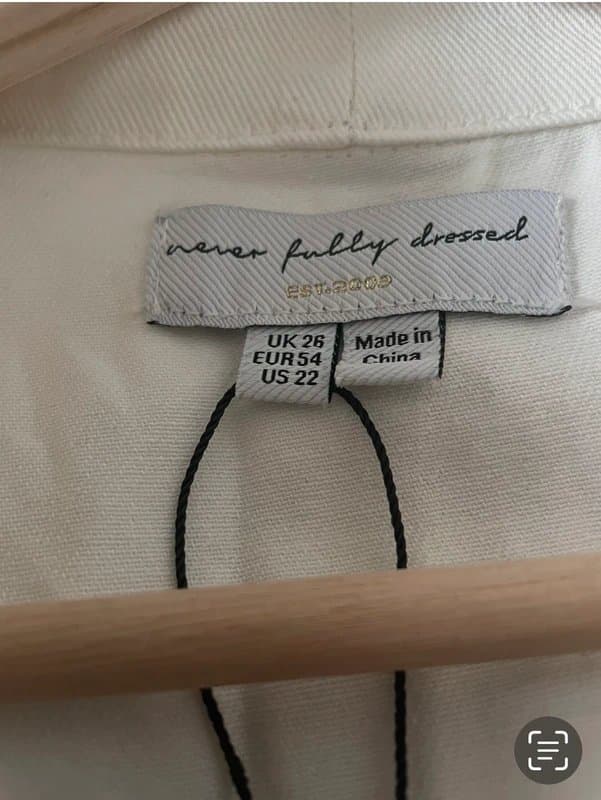 never fully dressed
EST.2009
UK 26
EUR 54
US 22
Made in
China